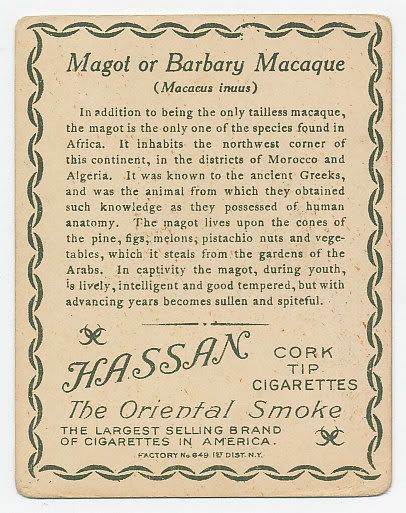 Magot or Barbary Macaque
(Macacus inuus)
In addition to being the only tailless macaque,
the magot is the only one of the species found in
Africa. It inhabits the northwest corner of
this continent, in the districts of Morocco and
Algeria. It was known to the ancient Greeks,
and was the animal from which they obtained
such knowledge as they possessed of human
anatomy. The magot lives upon the cones of
the pine, figs, melons, pistachio nuts and vege-
tables, which it steals from the gardens of the
Arabs. In captivity the magot, during youth,
is lively, intelligent and good tempered, but with
advancing years becomes sullen and spiteful.
HASSAN
CORK
TIP
CIGARETTES
The Oriental Smoke
THE LARGEST SELLING BRAND
OF CIGARETTES IN AMERICA.
FACTORY No. 649. 1ST DIST. N.Y.